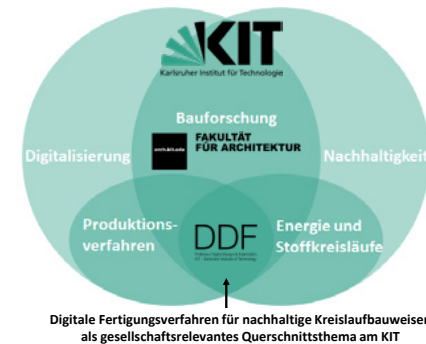 KIT
Karlsruher Institut für Technologie
Bauforschung
arch.kit.edu
FAKULTÄT
FÜR ARCHITEKTUR
Digitalisierung
Nachhaltigkeit
Produktions-
verfahren
DDF
Energie und
Stoffkreisläufe
Digitale Fertigungsverfahren für nachhaltige Kreislaufbauweisen
als gesellschaftsrelevantes Querschnittsthema am KIT